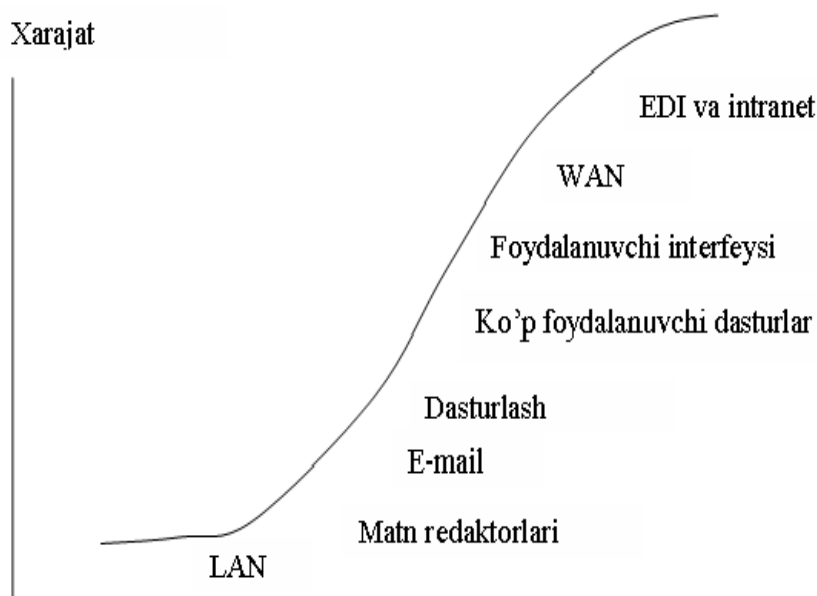 Xarajat
EDI va intranet
WAN
Foydalanuvchi interfeysi
Ko’p foydalanuvchi dasturlar
Dasturlash
E-mail
Matn redaktorlari
LAN